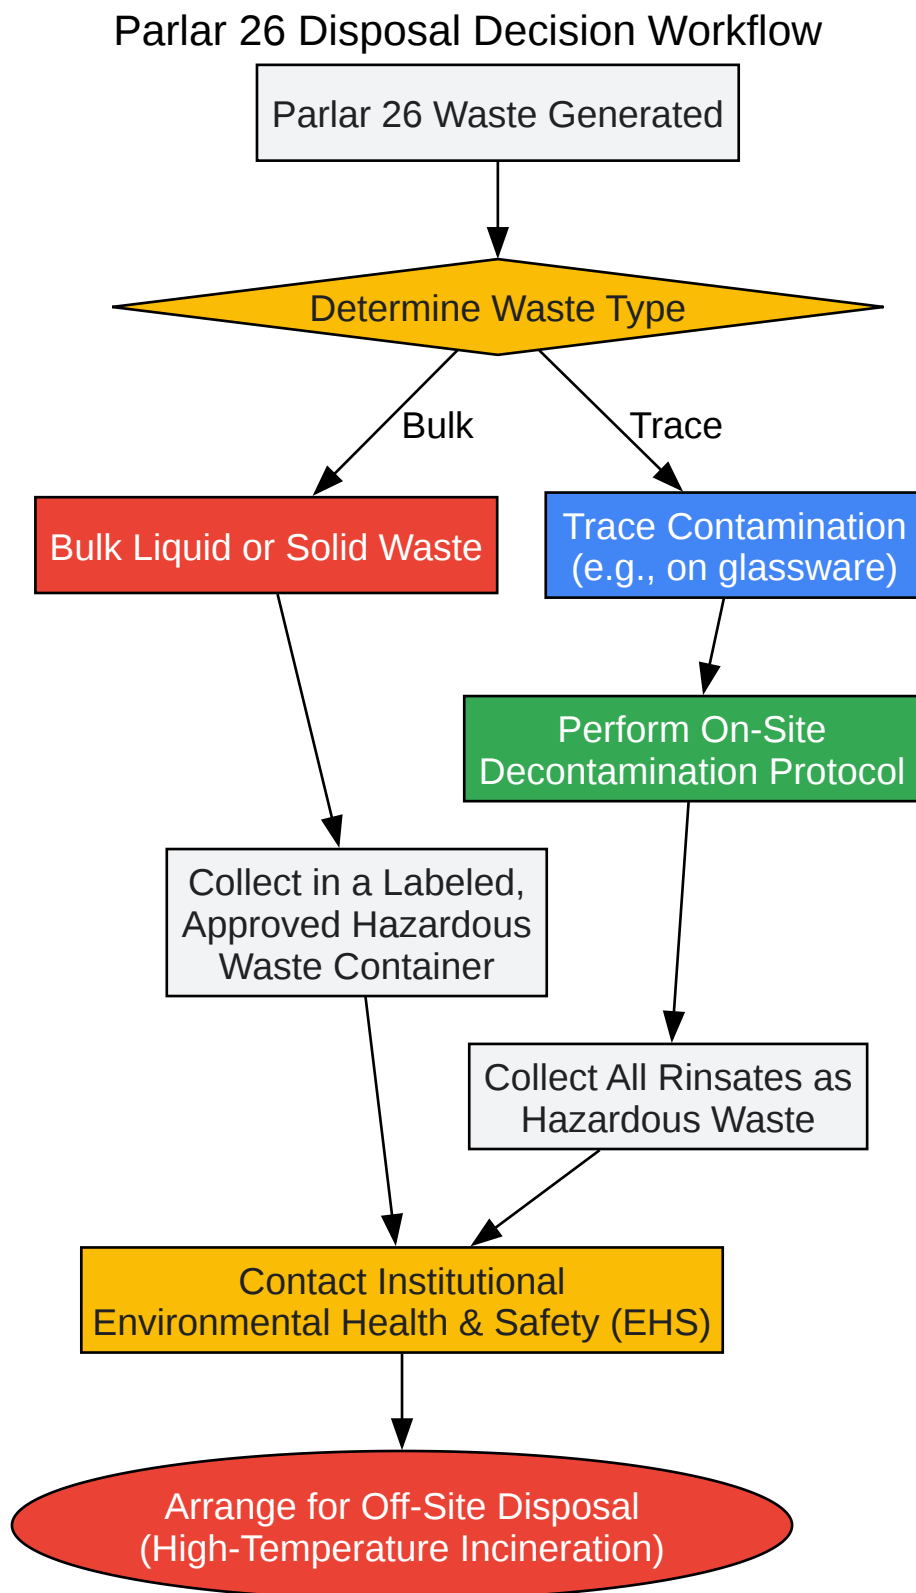 Parlar 26 Disposal Decision Workflow
Parlar 26 Waste Generated
Determine Waste Type
Bulk
Trace
Bulk Liquid or Solid Waste
Trace Contamination
(e.g., on glassware)
Perform On-Site
Decontamination Protocol
Collect in a Labeled,
Approved Hazardous
Waste Container
Collect All Rinsates as
Hazardous Waste
Contact Institutional
Environmental Health & Safety (EHS)
Arrange for Off-Site Disposal
(High-Temperature Incineration)